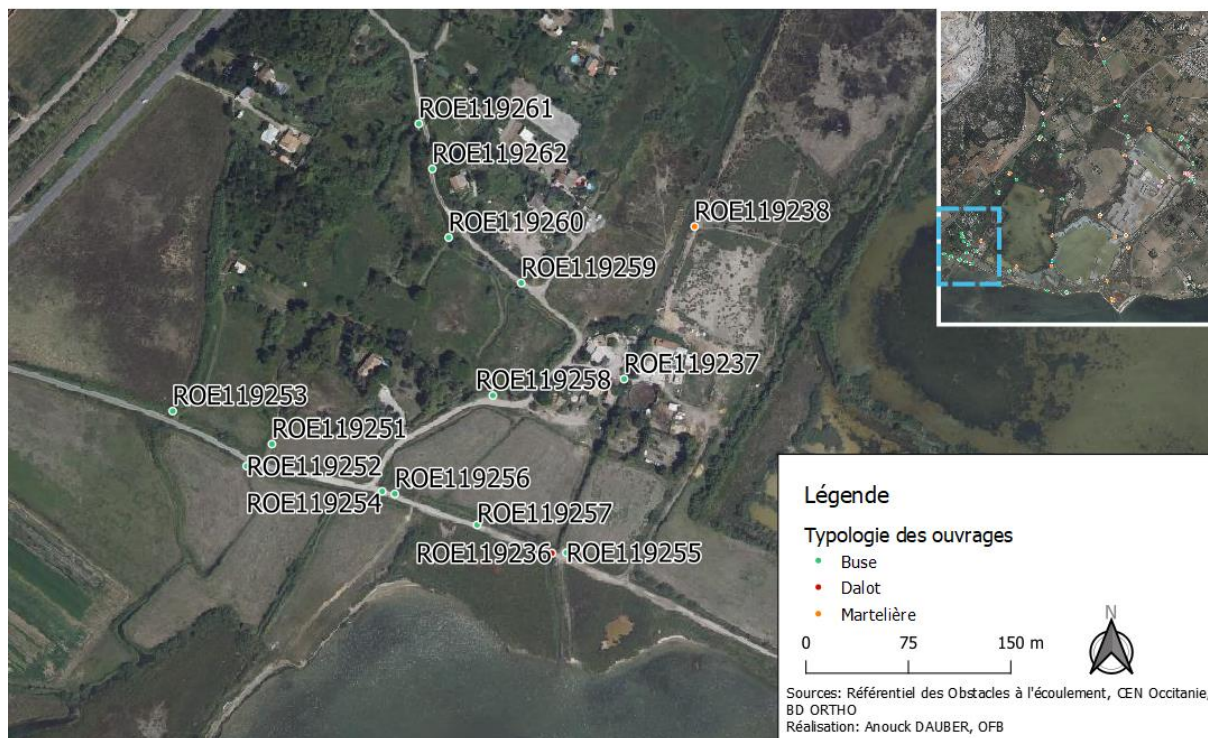 ROE119261
ROE119262
ROE119238
ROE119260
ROE119259
ROE119237
ROE119258
ROE119253
ROE119251
ROE119252
ROE119256
ROE119254
ROE119257
ROE119236
ROE119255
Légende
Typologie des ouvrages
Buse
Dalot
Martelière
0 75 150 m
N
Sources: Référentiel des Obstacles à l'écoulement, CEN Occitanie,
BD ORTHO
Réalisation: Anouck DAUBER, OFB